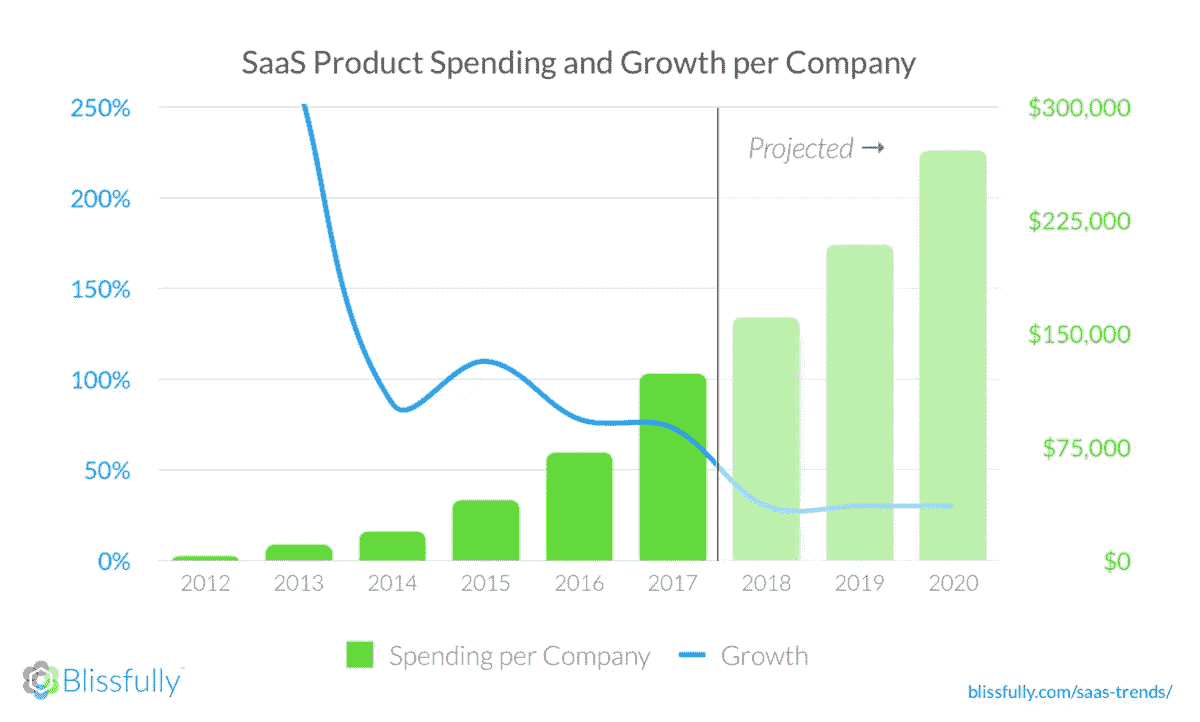 SaaS Product Spending and Growth per Company
250% $300,000
Projected →
200% $225,000
150% $150,000
100%
50% $75,000
0% $0
2012 2013 2014 2015 2016 2017 2018 2019 2020
Spending per Company Growth
Blissfully™
blissfully.com/saas-trends/